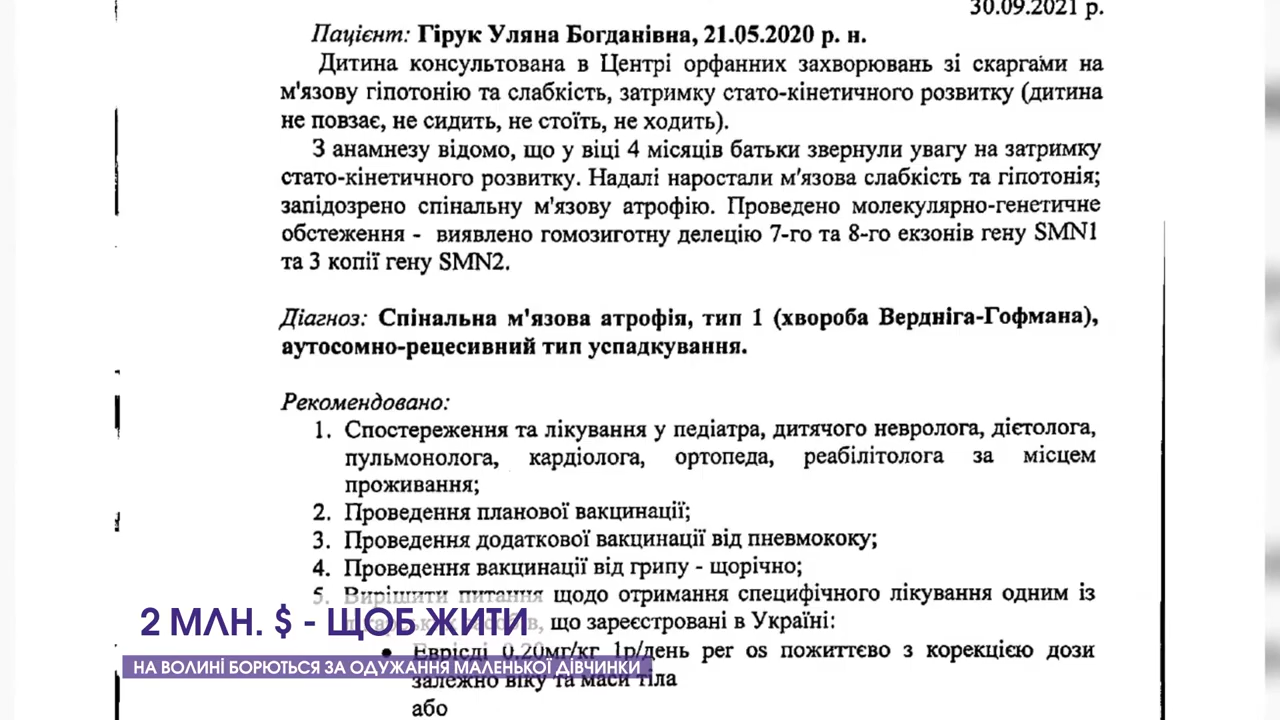 30.09.2021 р.
Пацієнт: Гірук Уляна Богданівна, 21.05.2020 р. н.
Дитина консультована в Центрі орфанних захворювань зі скаргами на
м'язову гіпотонію та слабкість, затримку стато-кінетичного розвитку (дитина
не повзає, не сидить, не стоїть, не ходить).
З анамнезу відомо, що у віці 4 місяців батьки звернули увагу на затримку
стато-кінетичного розвитку. Надалі наростали м'язова слабкість та гіпотонія;
запідозрено спінальну м'язову атрофію. Проведено молекулярно-генетичне
обстеження - виявлено гомозиготну делецію 7-го та 8-го екзонів гену SMN1
та 3 копії гену SMN2.
Діагноз: Спінальна м'язова атрофія, тип 1 (хвороба Вердніга-Гофмана),
аутосомно-рецесивний тип успадкування.
Рекомендовано:
1. Спостереження та лікування у педіатра, дитячого невролога, дієтолога,
пульмонолога, кардіолога, ортопеда, реабілітолога за місцем
проживання;
2. Проведення планової вакцинації;
3. Проведення додаткової вакцинації від пневмококу;
4. Проведення вакцинації від грипу - щорічно;
5. Вирішити питання щодо отримання специфічного лікування одним із
що зареєстровані в Україні:
2 МЛН. $ - ЩОБ ЖИТИ
• Еврісді 0,20мг/кг 1р/день per os пожиттєво з корекцією дози
НА ВОЛИНІ БОРЮТЬСЯ ЗА ОДУЖАННЯ МАЛЕНЬКОЇ ДІВЧИНКИ
залежно віку та маси тіла
або